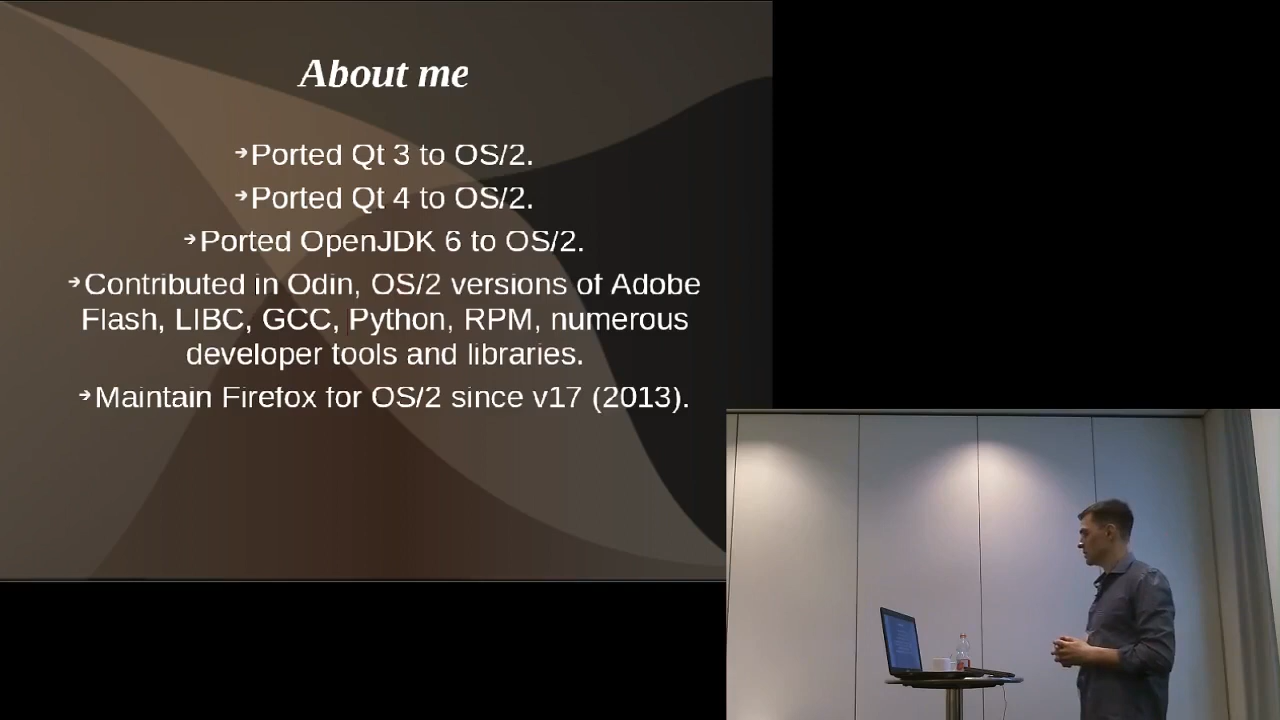 About me
➔Ported Qt 3 to OS/2.
➔Ported Qt 4 to OS/2.
➔Ported OpenJDK 6 to OS/2.
➔Contributed in Odin, OS/2 versions of Adobe
Flash, LIBC, GCC, Python, RPM, numerous
developer tools and libraries.
➔Maintain Firefox for OS/2 since v17 (2013).